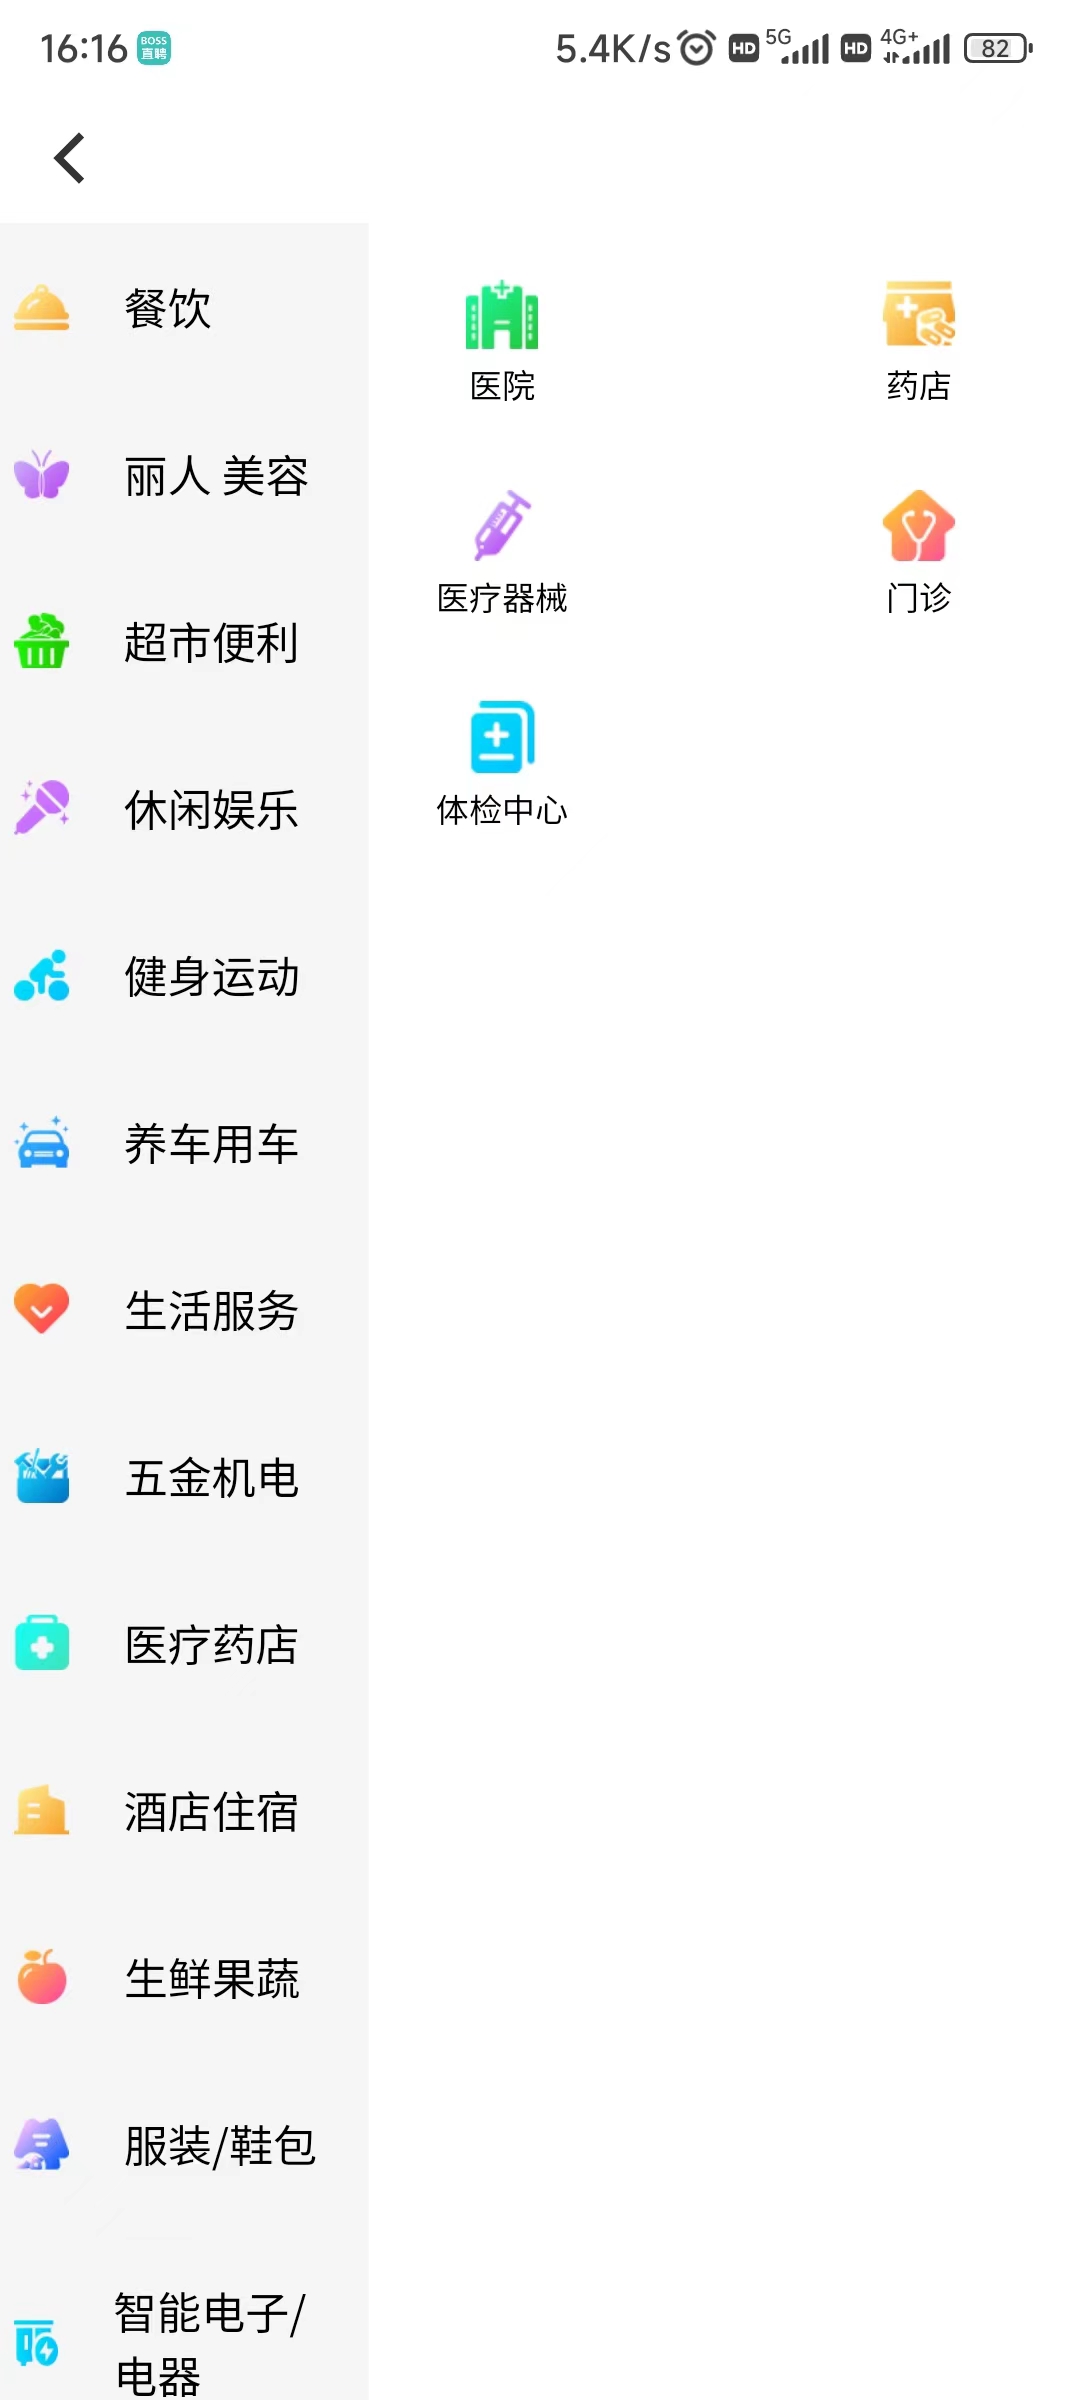 16:16 BOSS直聘 5.4K/s HD 5G HD 4G+ 82
餐饮
丽人 美容
超市便利
休闲娱乐
健身运动
养车用车
生活服务
五金机电
医疗药店
酒店住宿
生鲜果蔬
服装/鞋包
智能电子/
电器
医院
药店
医疗器械
门诊
体检中心